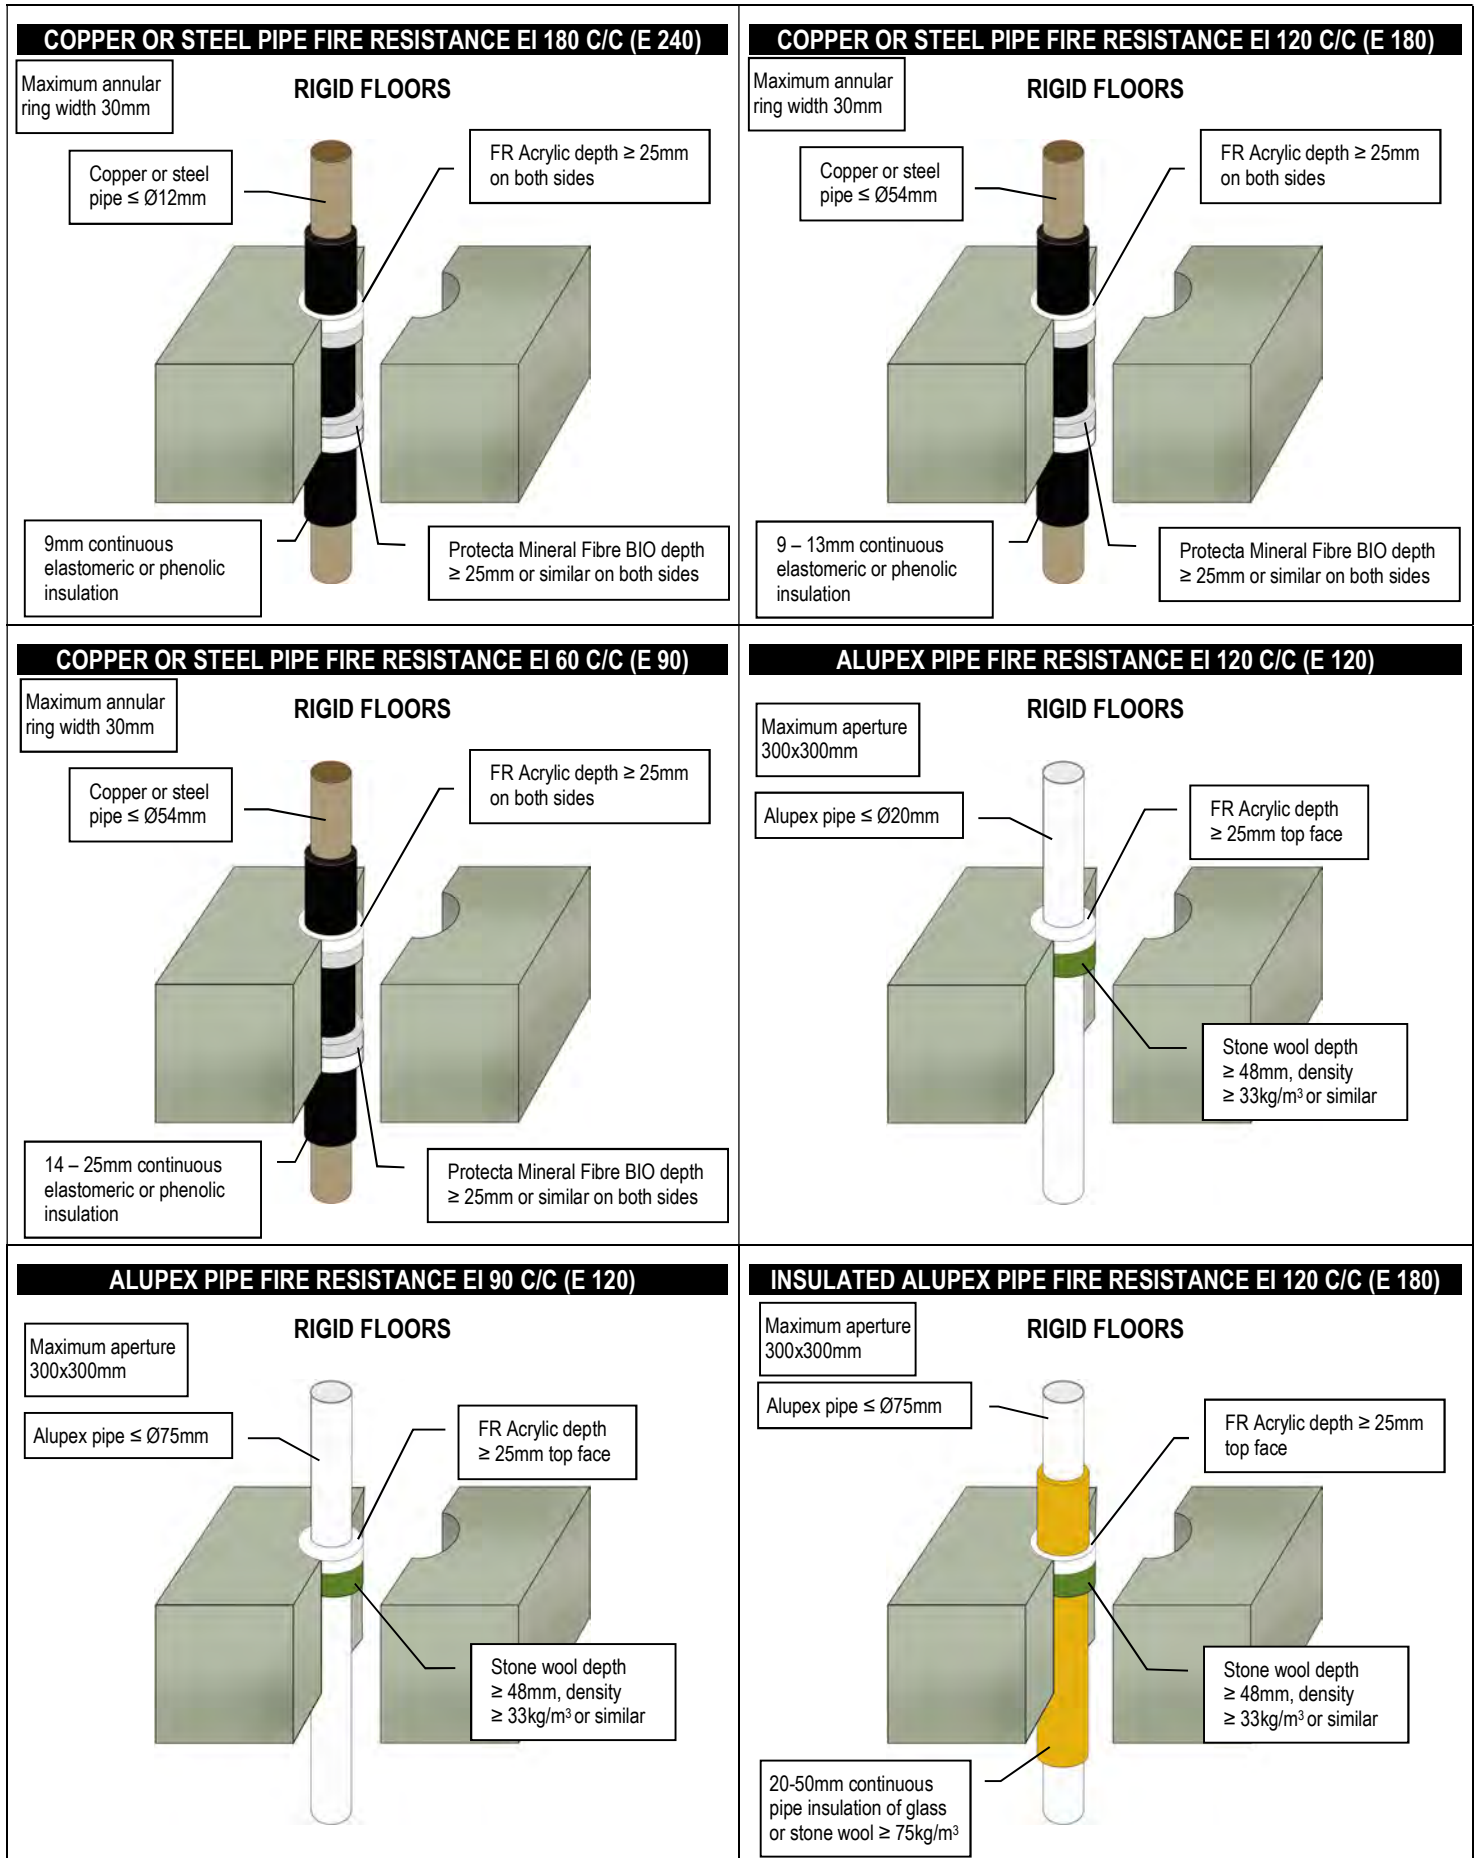 COPPER OR STEEL PIPE FIRE RESISTANCE EI 180 C/C (E 240)
Maximum annular
ring width 30mm
RIGID FLOORS
Copper or steel
pipe ≤ Ø12mm
FR Acrylic depth ≥ 25mm
on both sides
9mm continuous
elastomeric or phenolic
insulation
Protecta Mineral Fibre BIO depth
≥ 25mm or similar on both sides
COPPER OR STEEL PIPE FIRE RESISTANCE EI 120 C/C (E 180)
Maximum annular
ring width 30mm
RIGID FLOORS
Copper or steel
pipe ≤ Ø54mm
FR Acrylic depth ≥ 25mm
on both sides
9 – 13mm continuous
elastomeric or phenolic
insulation
Protecta Mineral Fibre BIO depth
≥ 25mm or similar on both sides
COPPER OR STEEL PIPE FIRE RESISTANCE EI 60 C/C (E 90)
Maximum annular
ring width 30mm
RIGID FLOORS
Copper or steel
pipe ≤ Ø54mm
FR Acrylic depth ≥ 25mm
on both sides
14 – 25mm continuous
elastomeric or phenolic
insulation
Protecta Mineral Fibre BIO depth
≥ 25mm or similar on both sides
ALUPEX PIPE FIRE RESISTANCE EI 120 C/C (E 120)
RIGID FLOORS
Maximum aperture
300x300mm
Alupex pipe ≤ Ø20mm
FR Acrylic depth
≥ 25mm top face
Stone wool depth
≥ 48mm, density
≥ 33kg/m³ or similar
ALUPEX PIPE FIRE RESISTANCE EI 90 C/C (E 120)
RIGID FLOORS
Maximum aperture
300x300mm
Alupex pipe ≤ Ø75mm
FR Acrylic depth
≥ 25mm top face
Stone wool depth
≥ 48mm, density
≥ 33kg/m³ or similar
INSULATED ALUPEX PIPE FIRE RESISTANCE EI 120 C/C (E 180)
Maximum aperture
300x300mm
RIGID FLOORS
Alupex pipe ≤ Ø75mm
FR Acrylic depth ≥ 25mm
top face
Stone wool depth
≥ 48mm, density
≥ 33kg/m³ or similar
20-50mm continuous
pipe insulation of glass
or stone wool ≥ 75kg/m³